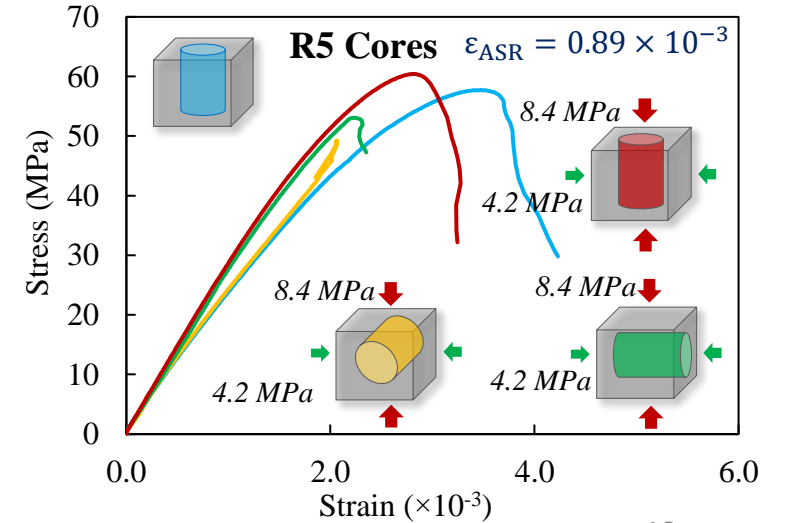 R5 Cores
ε_ASR = 0.89 × 10⁻³
70
60
50
40
30
20
10
0
Stress (MPa)
8.4 MPa
4.2 MPa
8.4 MPa
4.2 MPa
8.4 MPa
4.2 MPa
0.0
2.0
4.0
6.0
Strain (×10⁻³)